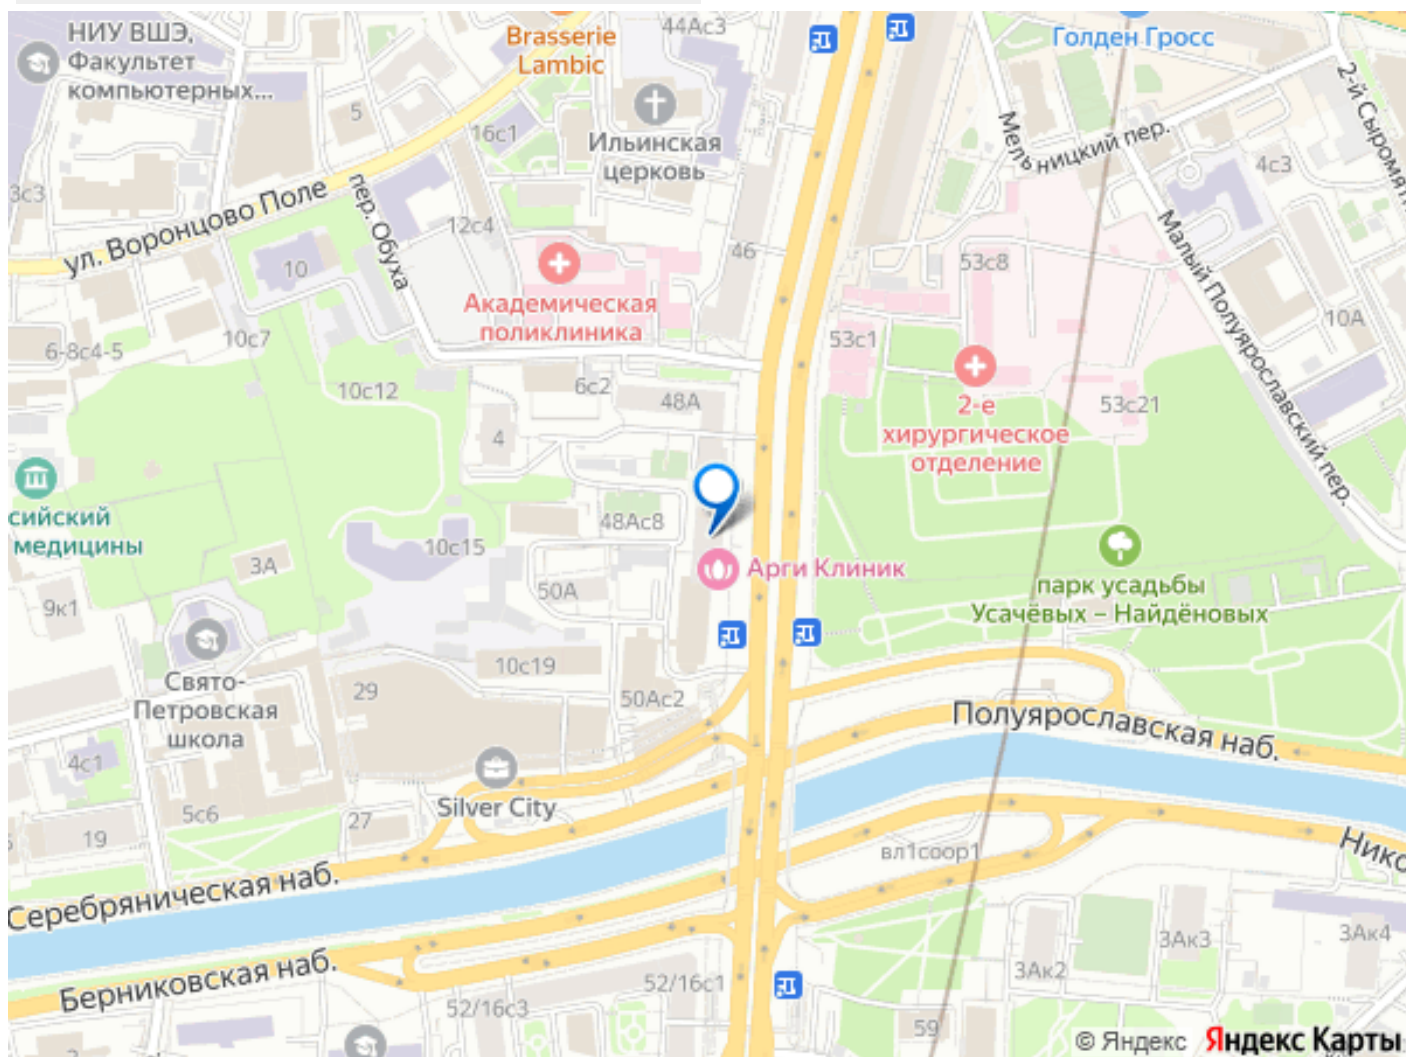 44Ас3
НИУ ВШЭ,
Факультет
компьютерных...
Brasserie
Lambic
Голден Гросс
2-й Сыромят
5
16с1
Ильинская
церковь
Мельницкий пер.
4с3
3с3
ул. Воронцово Поле
пер. Обуха
12с4
46
53с8
Малый Полуярославский пер.
10
Академическая
поликлиника
10с7
6-8с4-5
53с1
10А
10с12
6с2
48А
53с21
2-е
хирургическое
отделение
4
сийский
медицины
48Ас8
10с15
3А
Арги Клиник
парк усадьбы
Усачёвых – Найдёновых
50А
9к1
10с19
Свято-
Петровская
школа
29
50Ас2
Полуярославская наб.
4с1
Silver City
5с6
27
19
вл1соор1
Нико
Серебряническая наб.
3Ак3
3Ак4
3Ак2
Берниковская наб.
52/16с1
52/16с3
59
© Яндекс Яндекс Карты